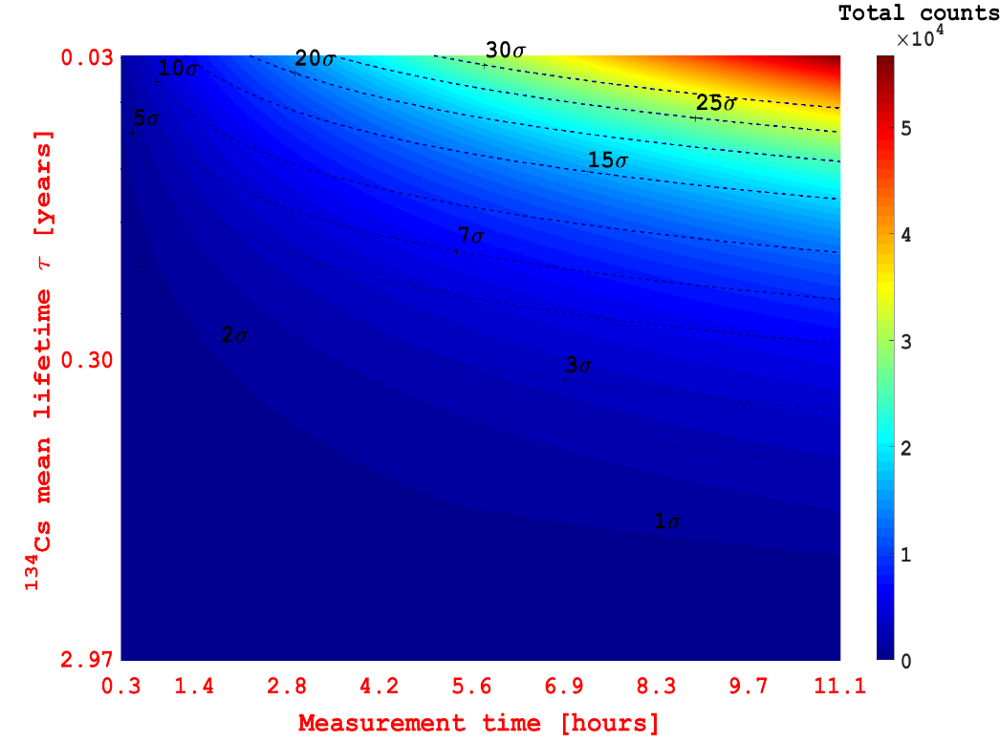 Total counts
×10⁴
30σ
20σ
10σ
25σ
5σ
15σ
7σ
2σ
3σ
1σ
0.03
0.30
2.97
¹³⁴Cs mean lifetime τ [years]
0.3 1.4 2.8 4.2 5.6 6.9 8.3 9.7 11.1
Measurement time [hours]
5
4
3
2
1
0